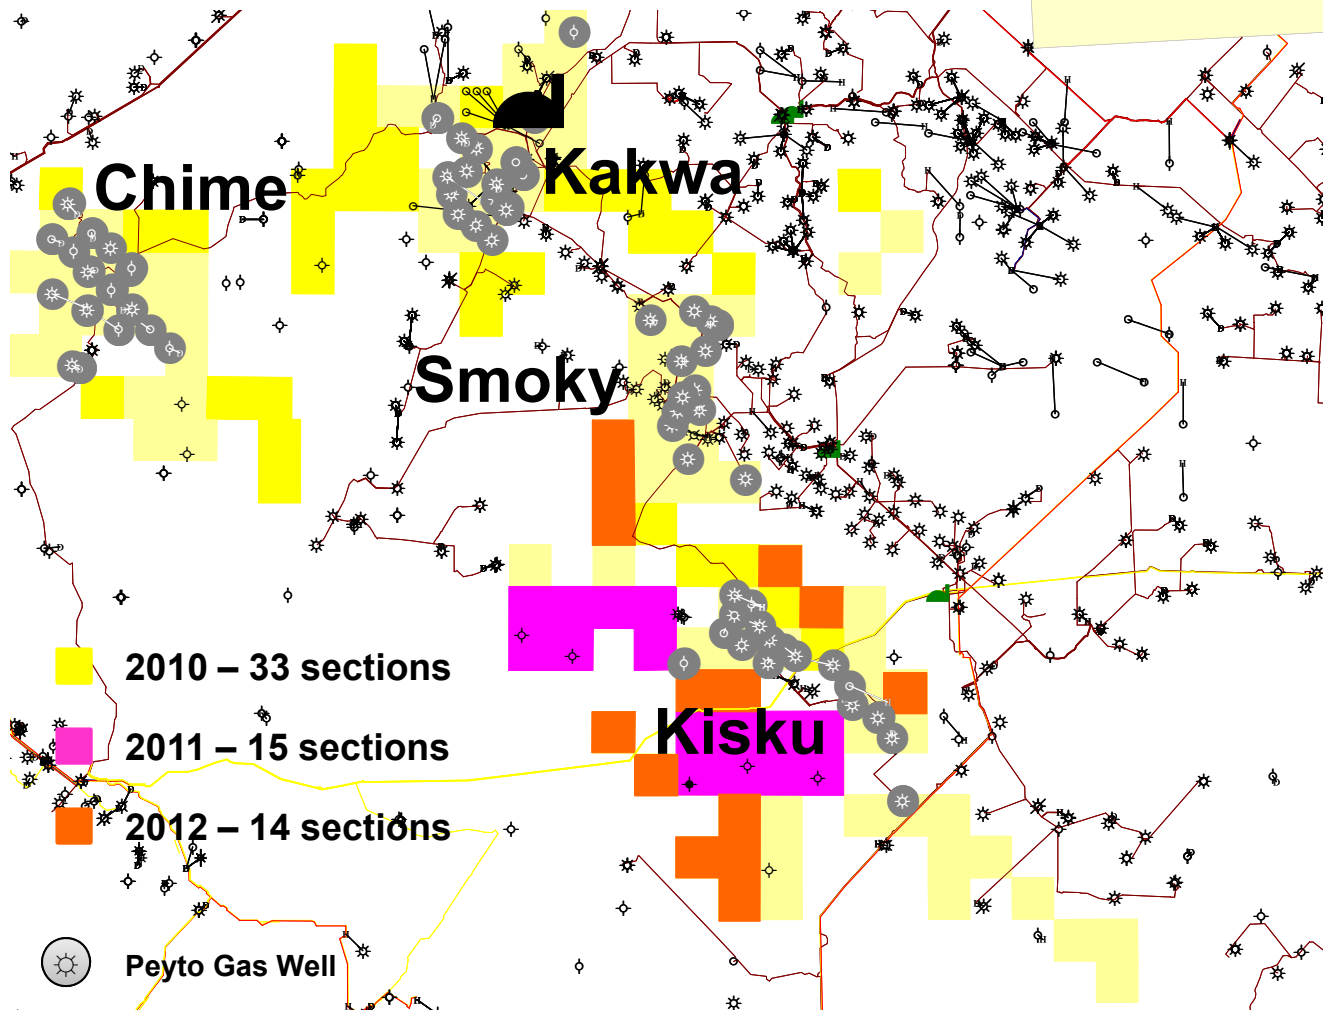 Chime
Kakwa
Smoky
Kisku
2010 – 33 sections
2011 – 15 sections
2012 – 14 sections
Peyto Gas Well